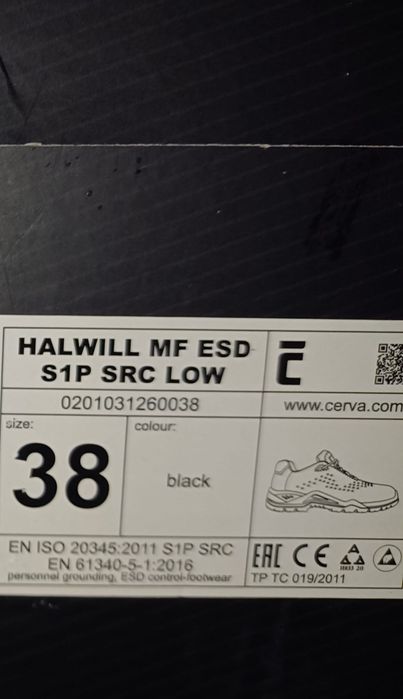 HALWILL MF ESD
S1P SRC LOW
0201031260038
www.cerva.com
size:
38
colour:
black
EN ISO 20345:2011 S1P SRC
EN 61340-5-1:2016
personnel grounding, ESD control-footwear
EAC CE
TP TC 019/2011